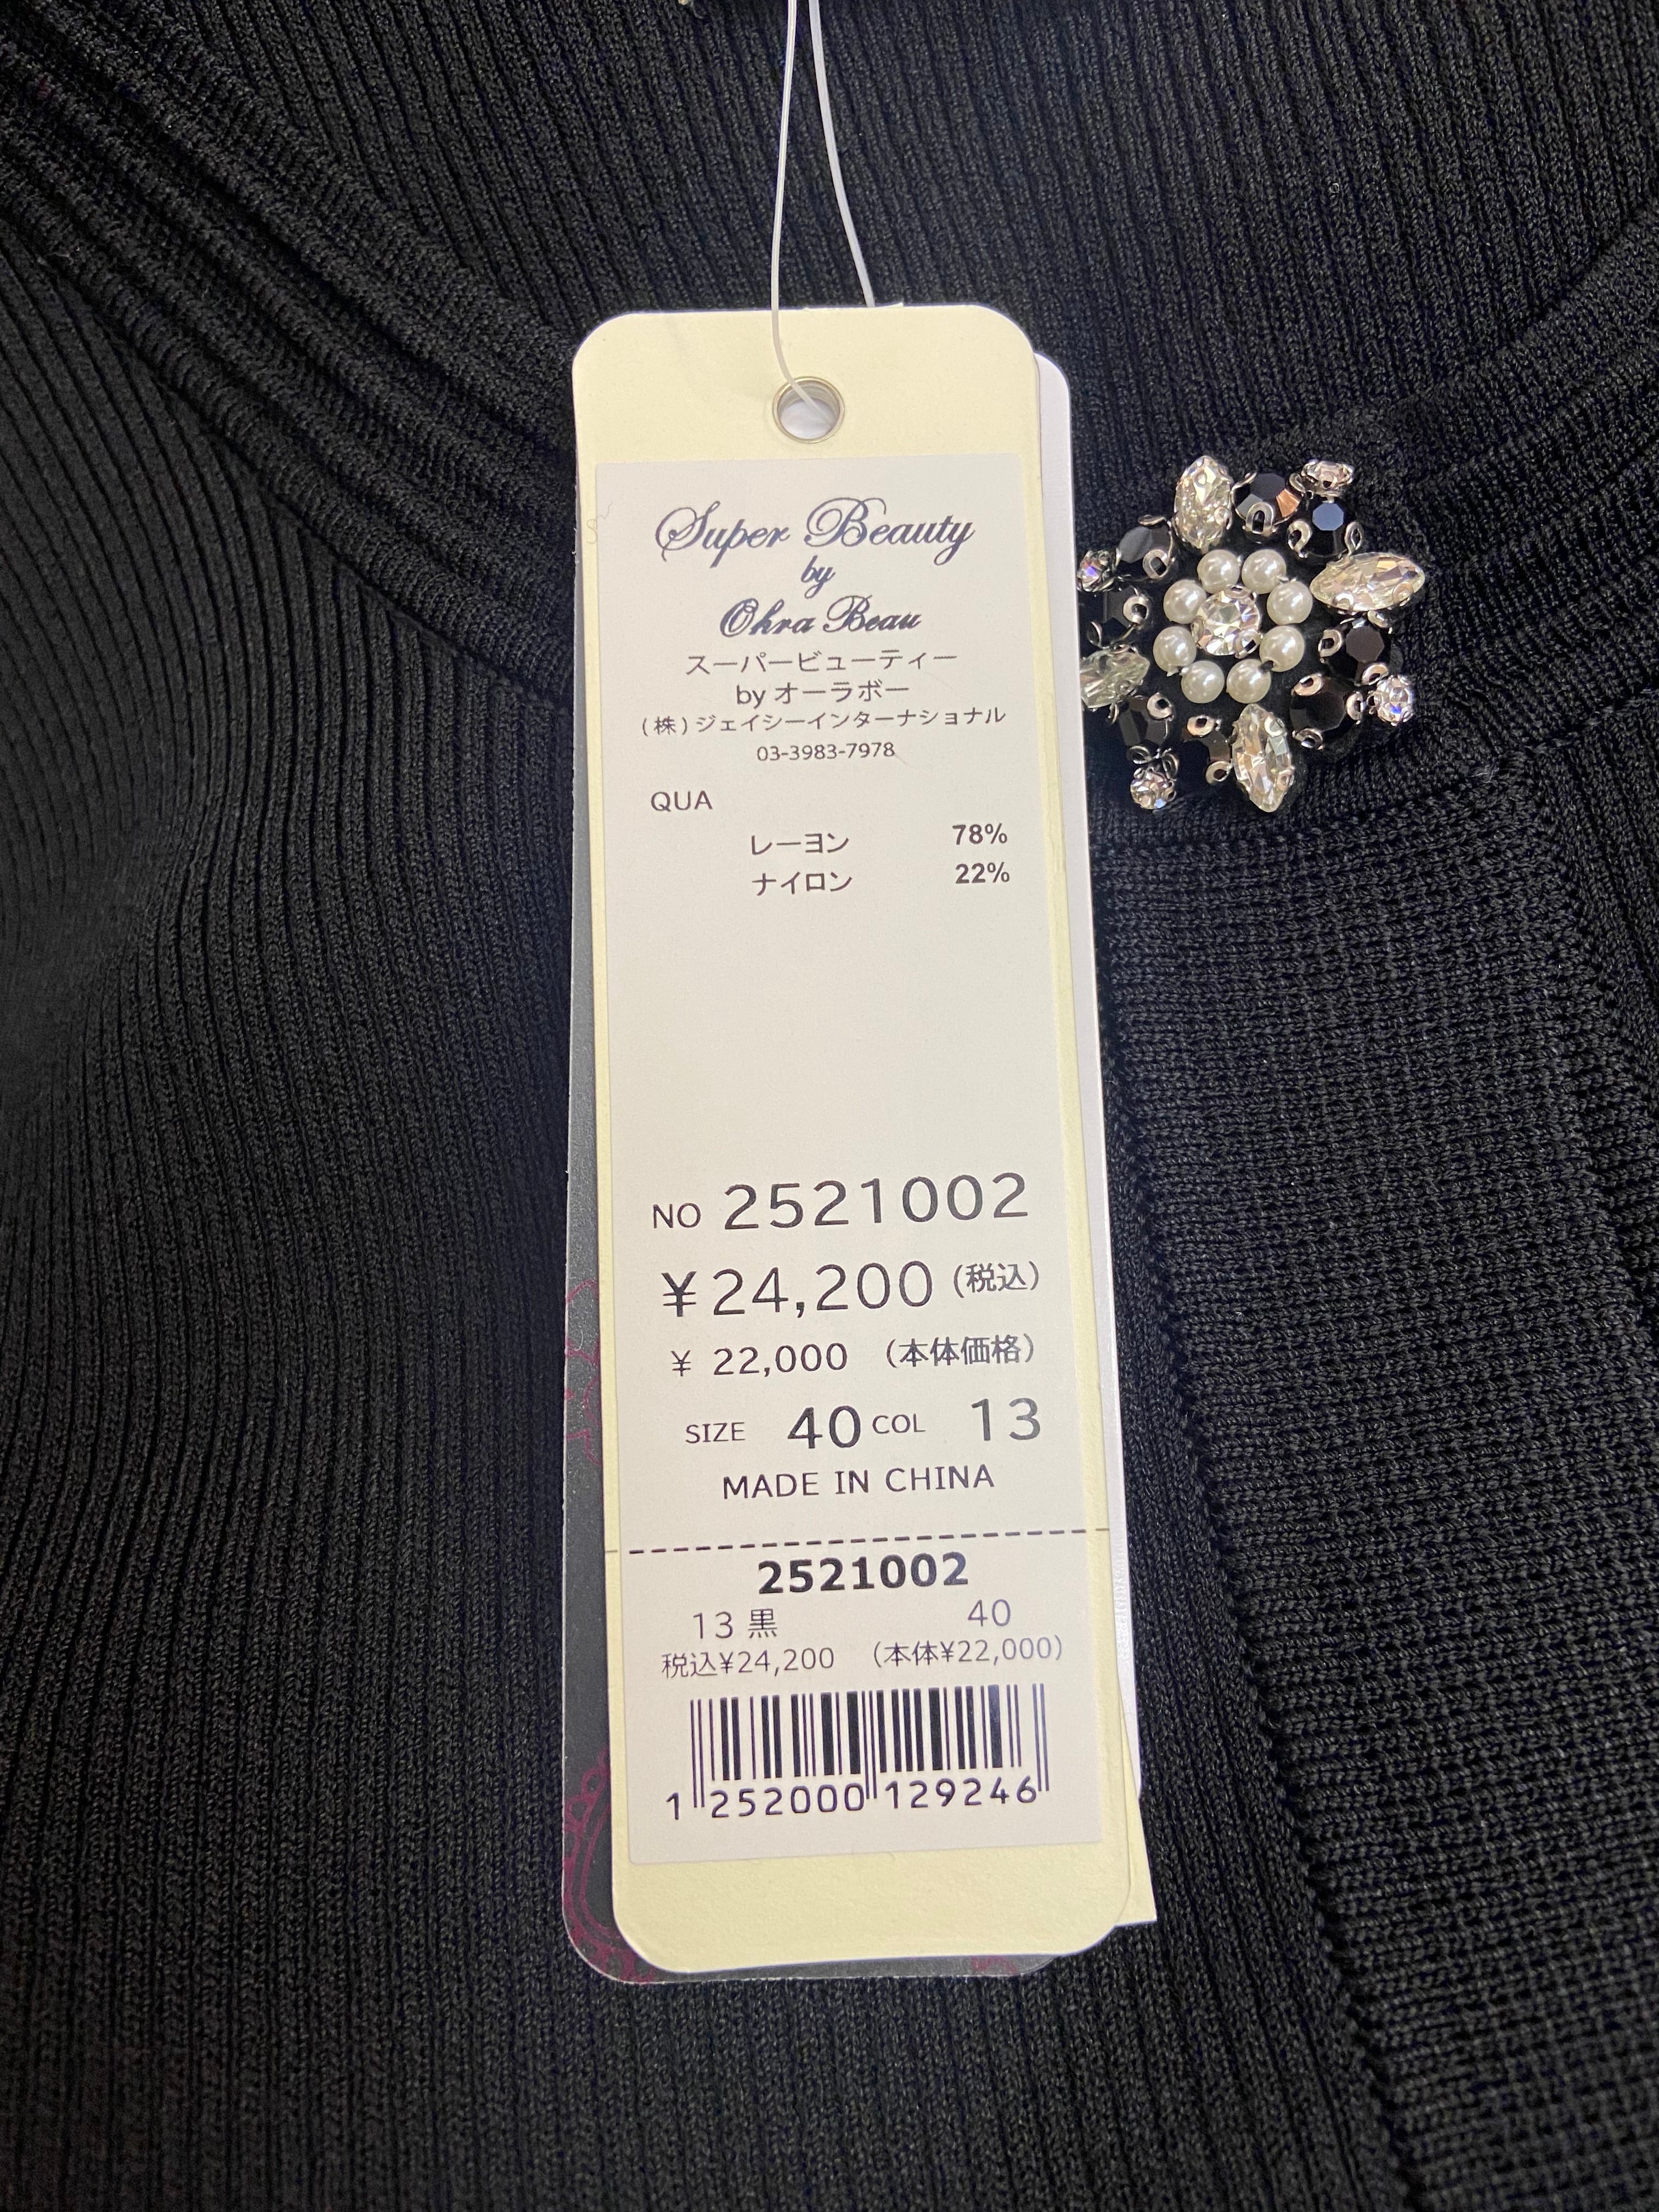 Super Beauty
by
Ohra Beau
スーパービューティー
by オーラボー
(株)ジェイシーインターナショナル
03-3983-7978
QUA
レーヨン 78%
ナイロン 22%
NO 2521002
¥24,200 (税込)
¥ 22,000 (本体価格)
SIZE 40 COL 13
MADE IN CHINA
2521002
13 黒 40
税込¥24,200 (本体¥22,000)
1 252000 129246